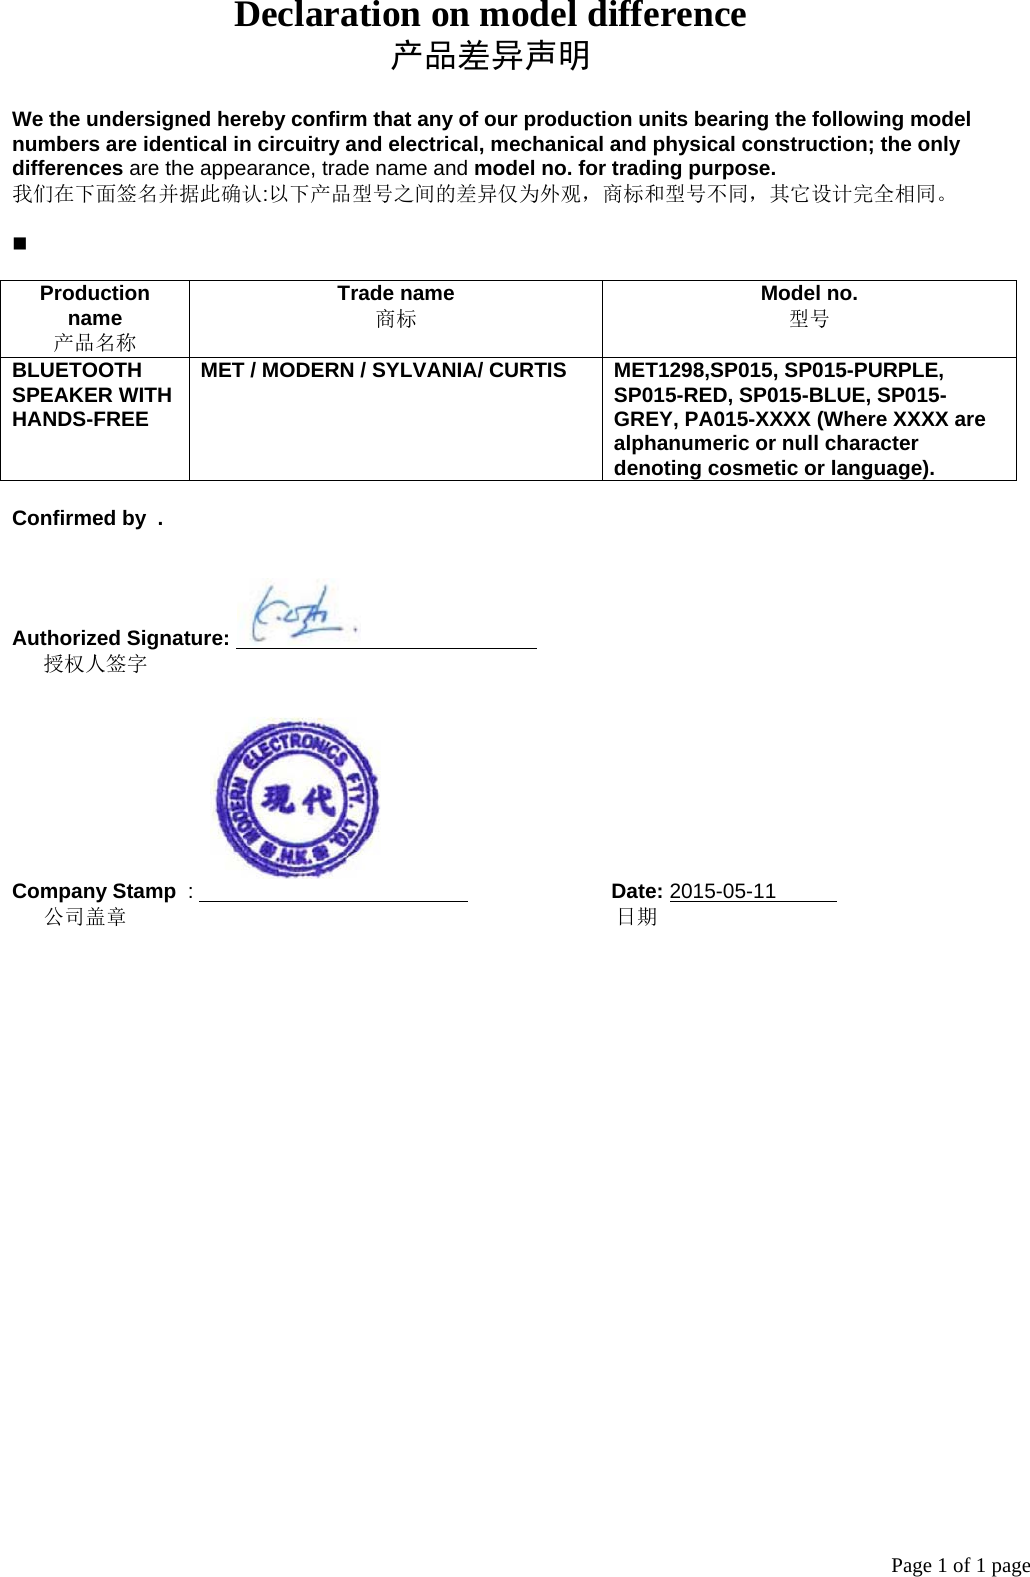 Declaration on model difference
产品差异声明
We the undersigned hereby confirm that any of our production units bearing the following model
numbers are identical in circuitry and electrical, mechanical and physical construction; the only
differences are the appearance, trade name and model no. for trading purpose.
我们在下面签名并据此确认:以下产品型号之间的差异仅为外观，商标和型号不同，其它设计完全相同。
■
Production
name
产品名称
Trade name
商标
Model no.
型号
BLUETOOTH
SPEAKER WITH
HANDS-FREE
MET / MODERN / SYLVANIA/ CURTIS
MET1298,SP015, SP015-PURPLE,
SP015-RED, SP015-BLUE, SP015-
GREY, PA015-XXXX (Where XXXX are
alphanumeric or null character
denoting cosmetic or language).
Confirmed by .
Authorized Signature:
授权人签字
MODERN ELECTRONICS FTY. LTD.
現代
H.K.
Company Stamp : Date: 2015-05-11
公司盖章 日期
Page 1 of 1 page